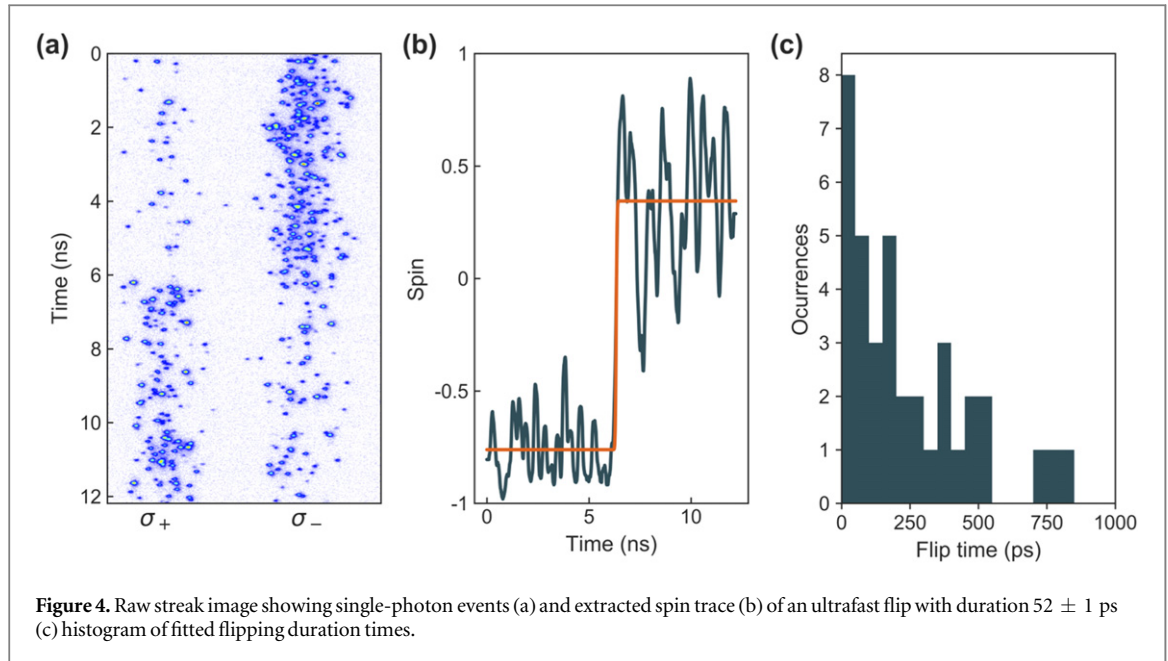 (a)
0
2
4
6
8
10
12
Time (ns)
σ+ σ−
(b)
1
0.5
0
-0.5
-1
Spin
0 5 10
Time (ns)
(c)
8
7
6
5
4
3
2
1
0
Ocurrences
0 250 500 750 1000
Flip time (ps)
Figure 4. Raw streak image showing single-photon events (a) and extracted spin trace (b) of an ultrafast flip with duration 52 ± 1 ps
(c) histogram of fitted flipping duration times.